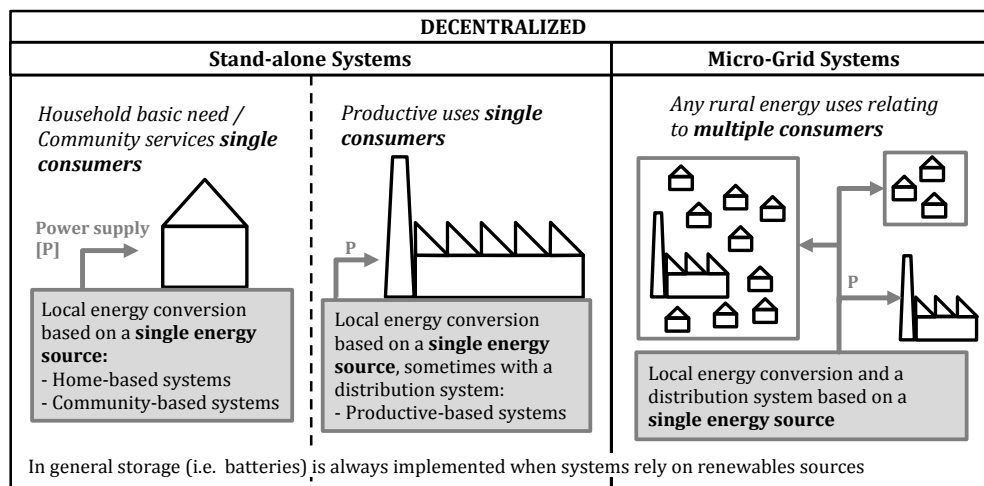 DECENTRALIZED
Stand-alone Systems
Micro-Grid Systems
Household basic need /
Community services single
consumers
Power supply
[P]
Local energy conversion
based on a single energy
source:
- Home-based systems
- Community-based systems
Productive uses single
consumers
P
Local energy conversion
based on a single energy
source, sometimes with a
distribution system:
- Productive-based systems
Any rural energy uses relating
to multiple consumers
P
Local energy conversion and a
distribution system based on a
single energy source
In general storage (i.e. batteries) is always implemented when systems rely on renewables sources